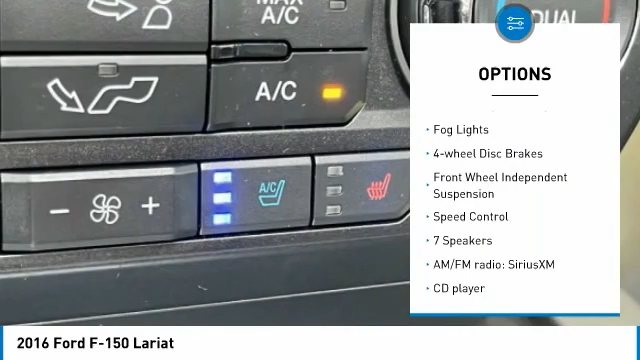 MAX
A/C
A/C
A/C
- +
DUAL
OPTIONS
Fog Lights
4-wheel Disc Brakes
Front Wheel Independent
Suspension
Speed Control
7 Speakers
AM/FM radio: SiriusXM
CD player
2016 Ford F-150 Lariat